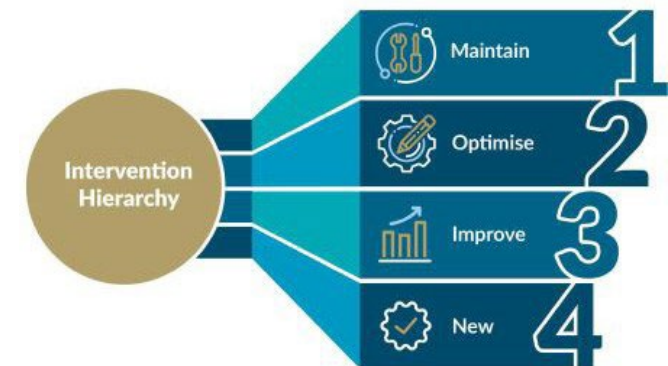 Intervention
Hierarchy
Maintain 1
Optimise 2
Improve 3
New 4